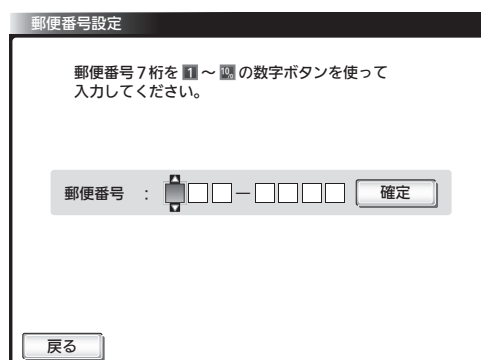 郵便番号設定
郵便番号7桁を 1 ~ 10。 の数字ボタンを使って
入力してください。
郵便番号 : □□□ー□□□□ 確定
戻る